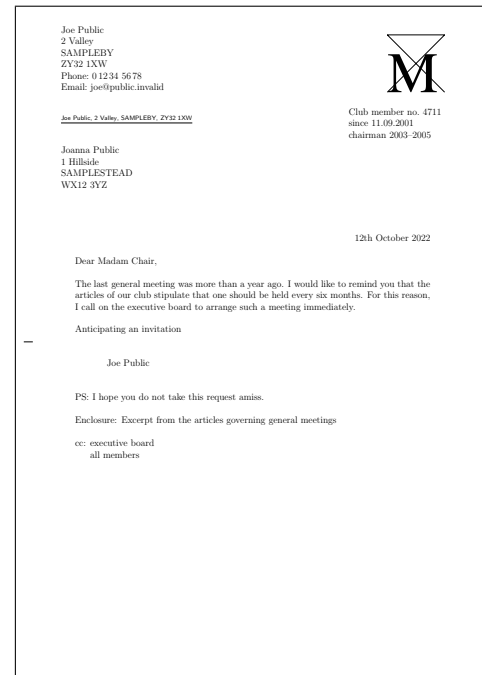 Joe Public
2 Valley
SAMPLEBY
ZY32 1XW
Phone: 0 12 34 56 78
Email: joe@public.invalid
M
Club member no. 4711
since 11.09.2001
chairman 2003–2005
Joe Public, 2 Valley, SAMPLEBY, ZY32 1XW
Joanna Public
1 Hillside
SAMPLESTEAD
WX12 3YZ
12th October 2022
Dear Madam Chair,
The last general meeting was more than a year ago. I would like to remind you that the
articles of our club stipulate that one should be held every six months. For this reason,
I call on the executive board to arrange such a meeting immediately.
Anticipating an invitation
Joe Public
PS: I hope you do not take this request amiss.
Enclosure: Excerpt from the articles governing general meetings
cc: executive board
all members